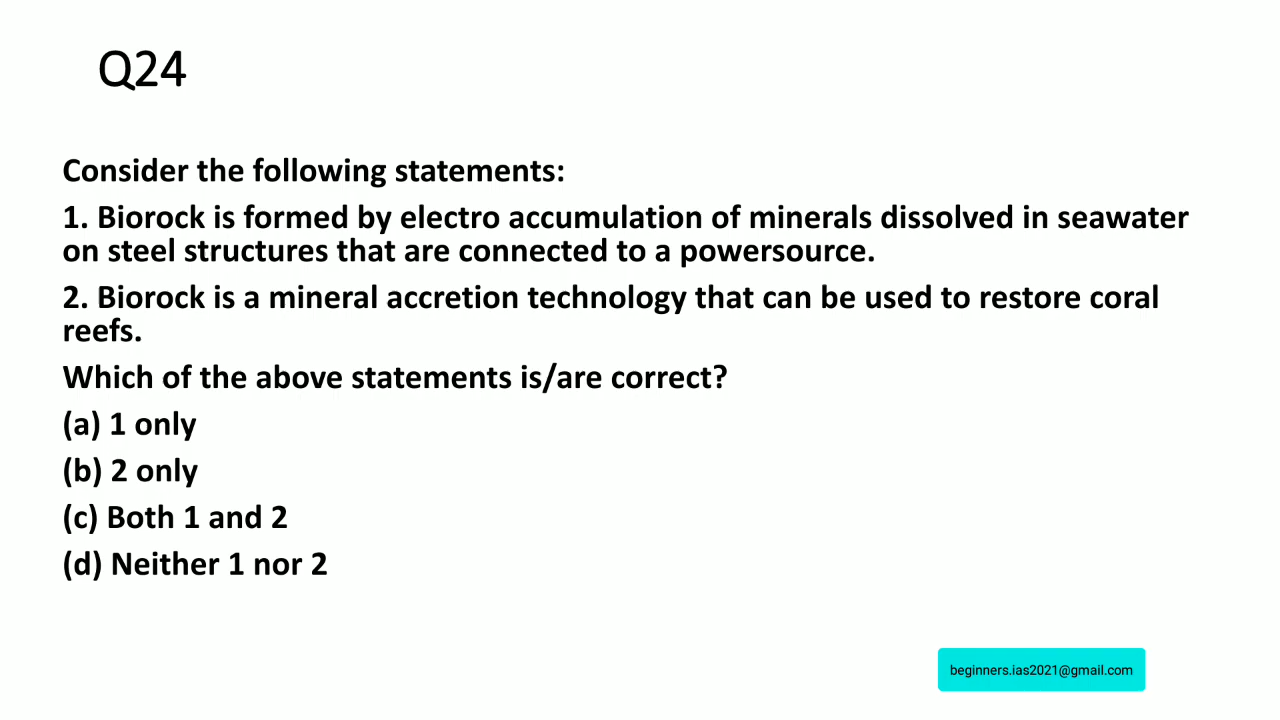 Q24
Consider the following statements:
1. Biorock is formed by electro accumulation of minerals dissolved in seawater
on steel structures that are connected to a powersource.
2. Biorock is a mineral accretion technology that can be used to restore coral
reefs.
Which of the above statements is/are correct?
(a) 1 only
(b) 2 only
(c) Both 1 and 2
(d) Neither 1 nor 2
beginners.ias2021@gmail.com